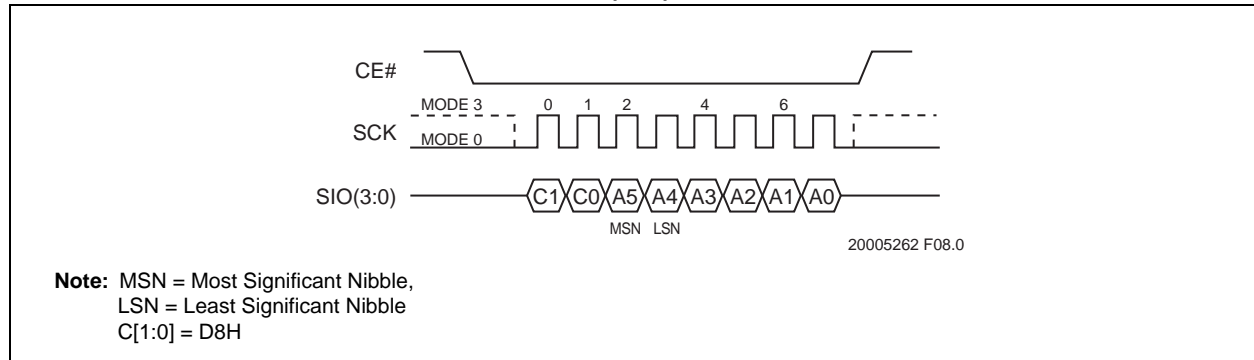 CE#
MODE 3 0 1 2 4 6
SCK
MODE 0
SIO(3:0) C1 C0 A5 A4 A3 A2 A1 A0
MSN LSN
20005262 F08.0
Note: MSN = Most Significant Nibble,
LSN = Least Significant Nibble
C[1:0] = D8H